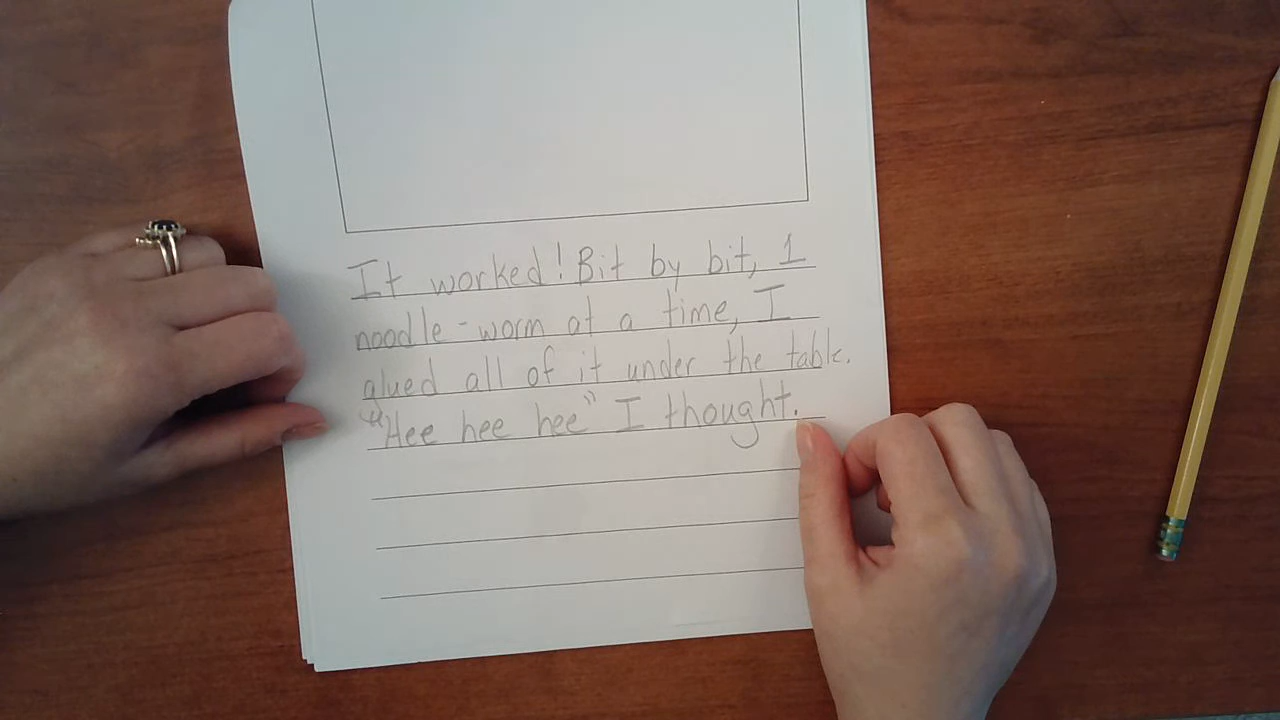 It worked! Bit by bit, 1
noodle-worm at a time, I
glued all of it under the table.
"Hee hee hee" I thought.